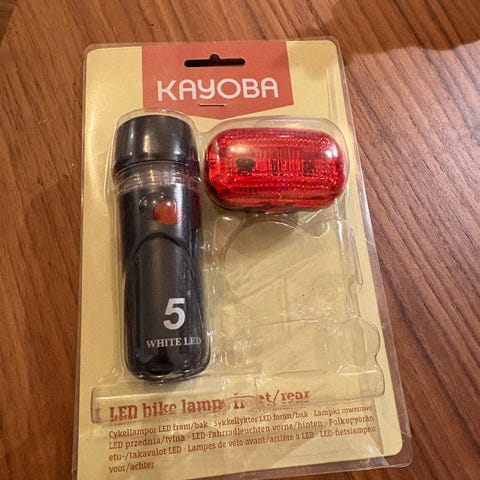 KAYOBA
5
WHITE LED
LED bike lamp front/rear
Cykellampor LED fram/bak · Sykkellykter LED foran/bak · Lampki rowerowe
LED przednia/tylna · LED-Fahrradleuchten vorne/hinten · Polkupyörän
etu-/takavalot LED · Lampes de vélo avant/arrière à LED · LED-fietslampen
voor/achter